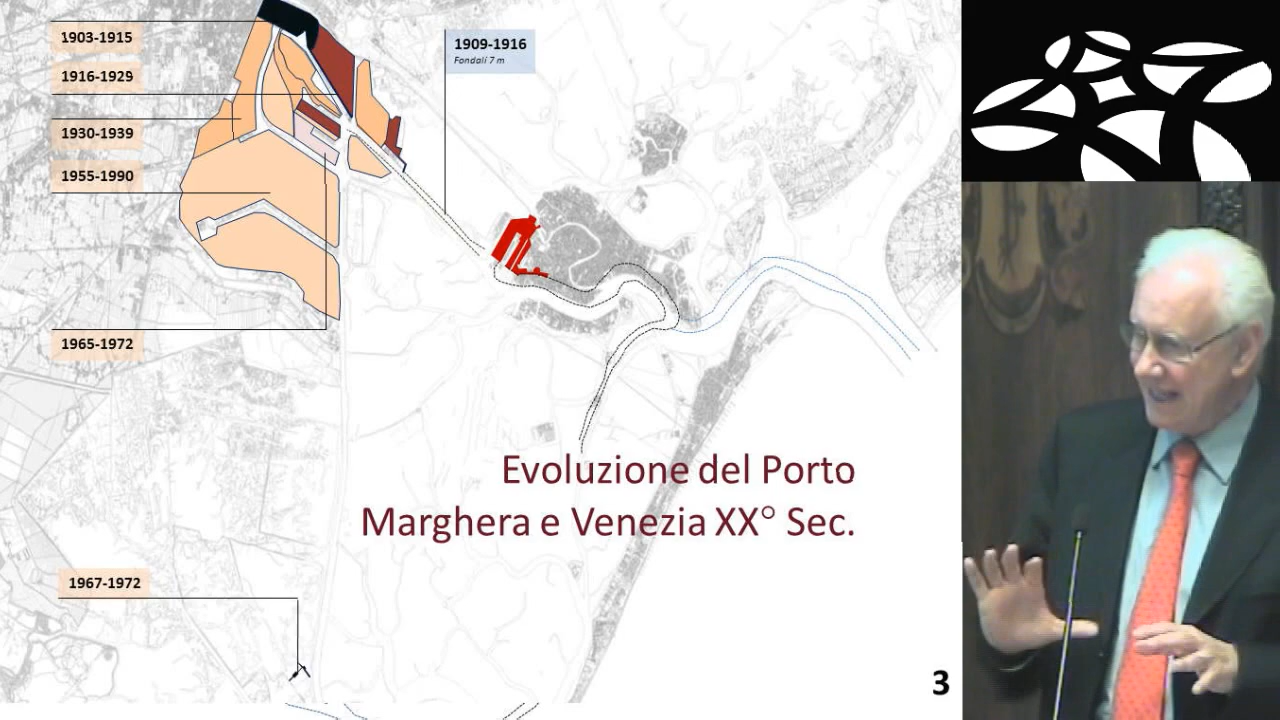 1903-1915
1916-1929
1930-1939
1955-1990
1965-1972
1967-1972
1909-1916
Fondali 7 m
Evoluzione del Porto
Marghera e Venezia XX° Sec.
3